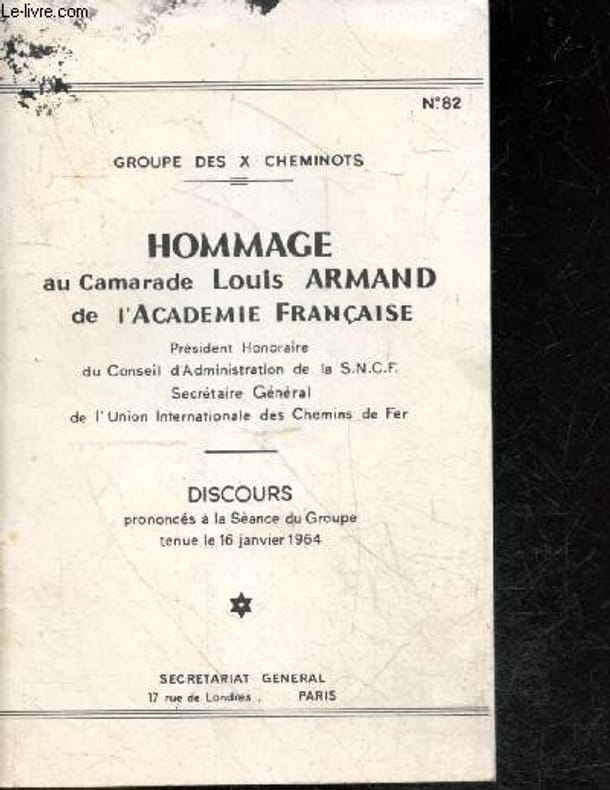 Le-livre.com
N°82
GROUPE DES X CHEMINOTS
HOMMAGE
au Camarade Louis ARMAND
de l'ACADEMIE FRANÇAISE
Président Honoraire
du Conseil d'Administration de la S.N.C.F.
Secrétaire Général
de l'Union Internationale des Chemins de Fer
DISCOURS
prononcés à la Séance du Groupe
tenue le 16 janvier 1964
SECRETARIAT GENERAL
17 rue de Londres, PARIS